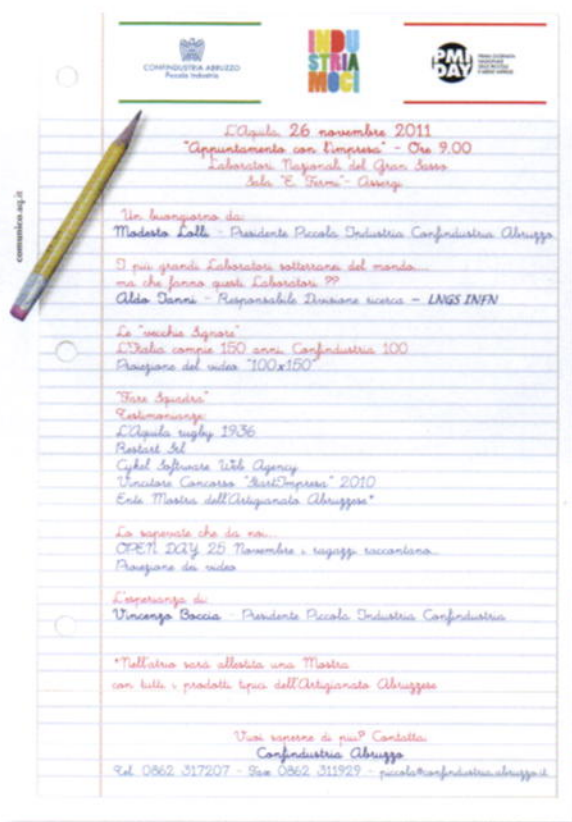 CONFINDUSTRIA ABRUZZO
Piccola Industria
INDU
STRIA
MOCI
PMI
DAY
L'Aquila 26 novembre 2011
"Appuntamento con l'impresa" - Ore 9.00
Laboratori Nazionali del Gran Sasso
Sala "E. Fermi" - Assergi
comunico.aq.it
Un buongiorno da:
Modesto Lolli - Presidente Piccola Industria Confindustria Abruzzo
I più grandi Laboratori sotterranei del mondo....
ma che fanno questi Laboratori ??
Aldo Ianni - Responsabile Divisione ricerca - LNGS INFN
Le "vecchie Signore"
L'Italia compie 150 anni, Confindustria 100
Proiezione del video "100x150"
"Fare Squadra"
Testimonianze:
L'Aquila rugby 1936
Restart Srl
Cykel Software Web Agency
Vincitore Concorso "StartImpresa" 2010
Ente Mostra dell'Artigianato Abruzzese*
Lo sapevate che da noi...
OPEN DAY 25 Novembre i ragazzi raccontano...
Proiezione dei video
L'esperianza di:
Vincenzo Boccia - Presidente Piccola Industria Confindustria
*Nell'atrio sarà allestita una Mostra
con tutti i prodotti tipici dell'Artigianato Abruzzese
Vuoi saperne di più? Contatta:
Confindustria Abruzzo
Tel. 0862 317207 - Fax 0862 311929 - piccola@confindustria.abruzzo.it